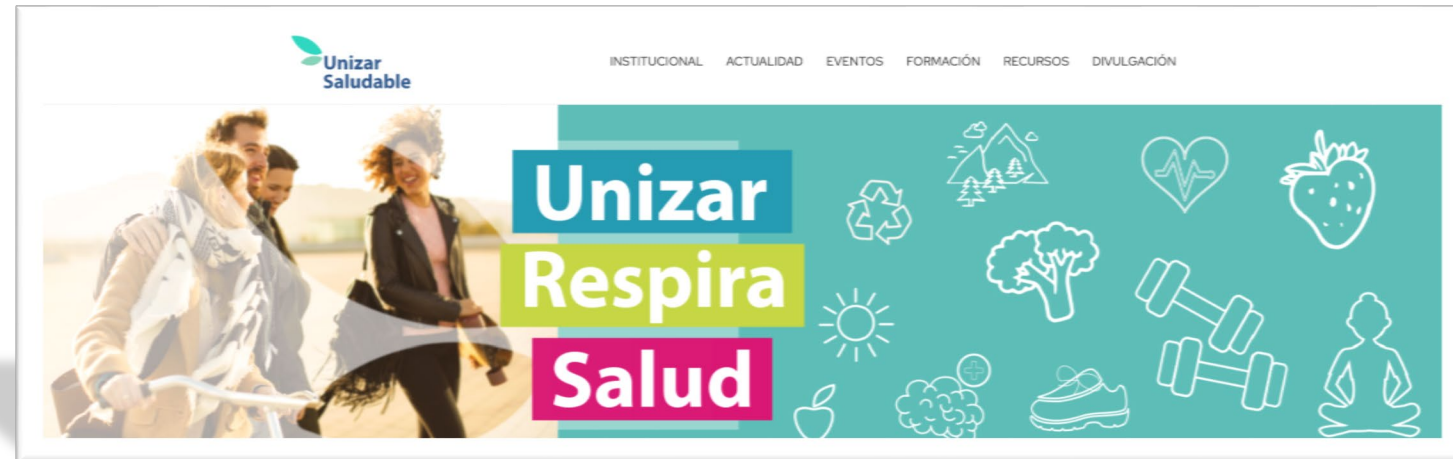 Unizar
Saludable
INSTITUCIONAL ACTUALIDAD EVENTOS FORMACIÓN RECURSOS DIVULGACIÓN
Unizar
Respira
Salud